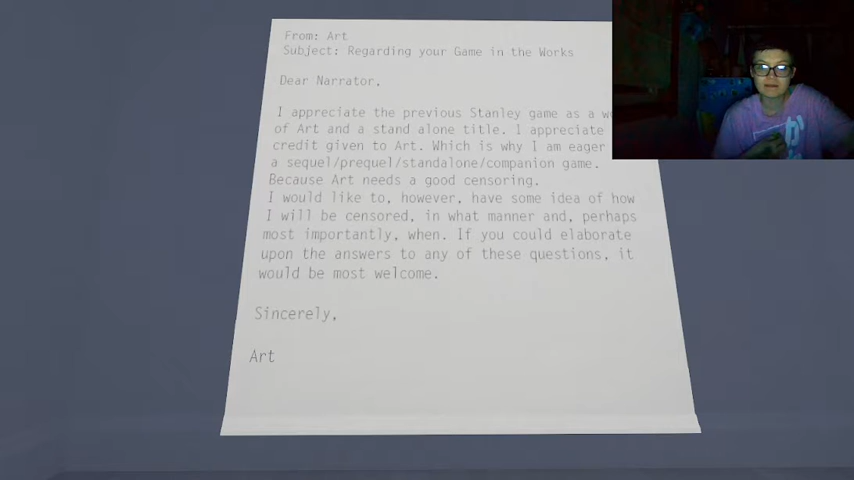 From: Art
Subject: Regarding your Game in the Works
Dear Narrator,
I appreciate the previous Stanley game as a
of Art and a stand alone title. I appreciate
credit given to Art. Which is why I am eager
a sequel/prequel/standalone/companion game.
Because Art needs a good censoring.
I would like to, however, have some idea of how
I will be censored, in what manner and, perhaps
most importantly, when. If you could elaborate
upon the answers to any of these questions, it
would be most welcome.
Sincerely,
Art